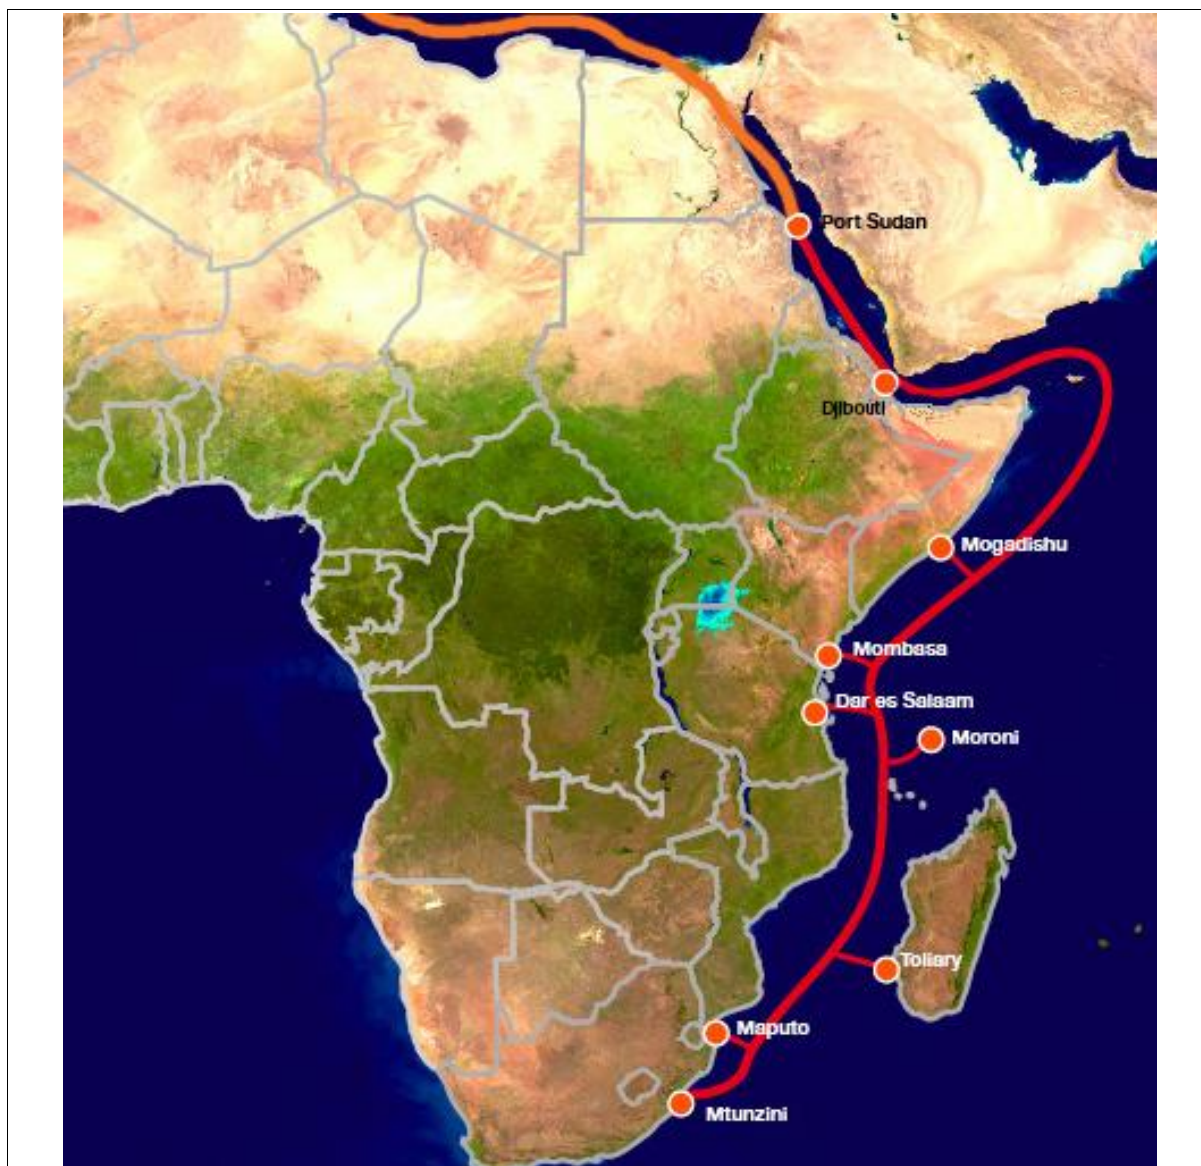 Port Sudan
Djibouti
Mogadishu
Mombasa
Dar es Salaam
Moroni
Toliary
Maputo
Mtunzini